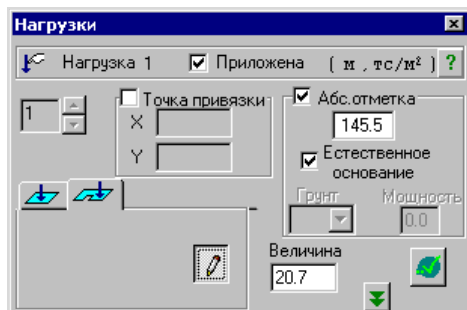 Нагрузки
Нагрузка 1 Приложена ( м , тс/м² ) ?
1
Точка привязки
X
Y
Абс.отметка
145.5
Естественное
основание
Грунт Мощность
0.0
Величина
20.7